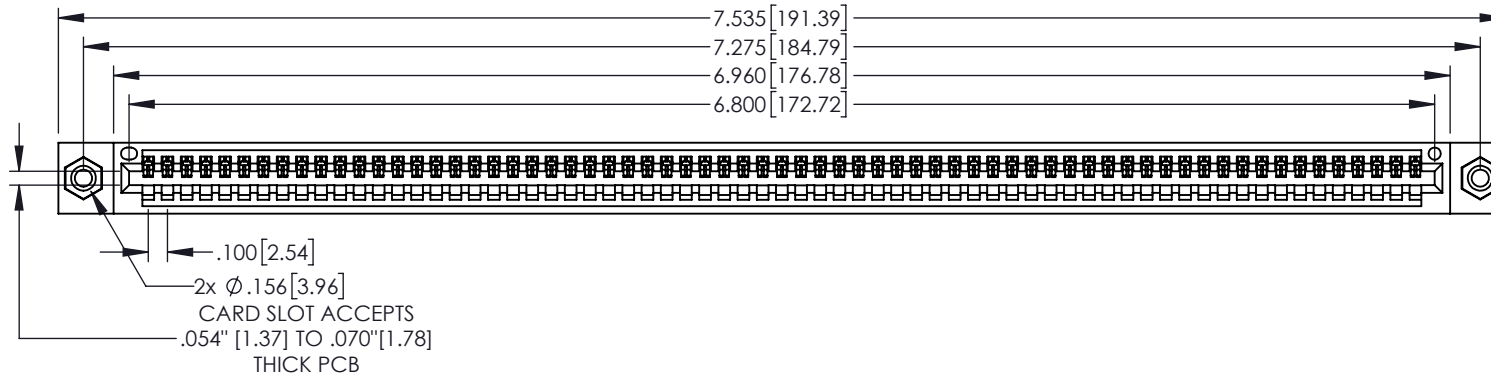 7.535[191.39]
7.275[184.79]
6.960[176.78]
6.800[172.72]
.100[2.54]
2x Ø.156[3.96]
CARD SLOT ACCEPTS
.054" [1.37] TO .070"[1.78]
THICK PCB